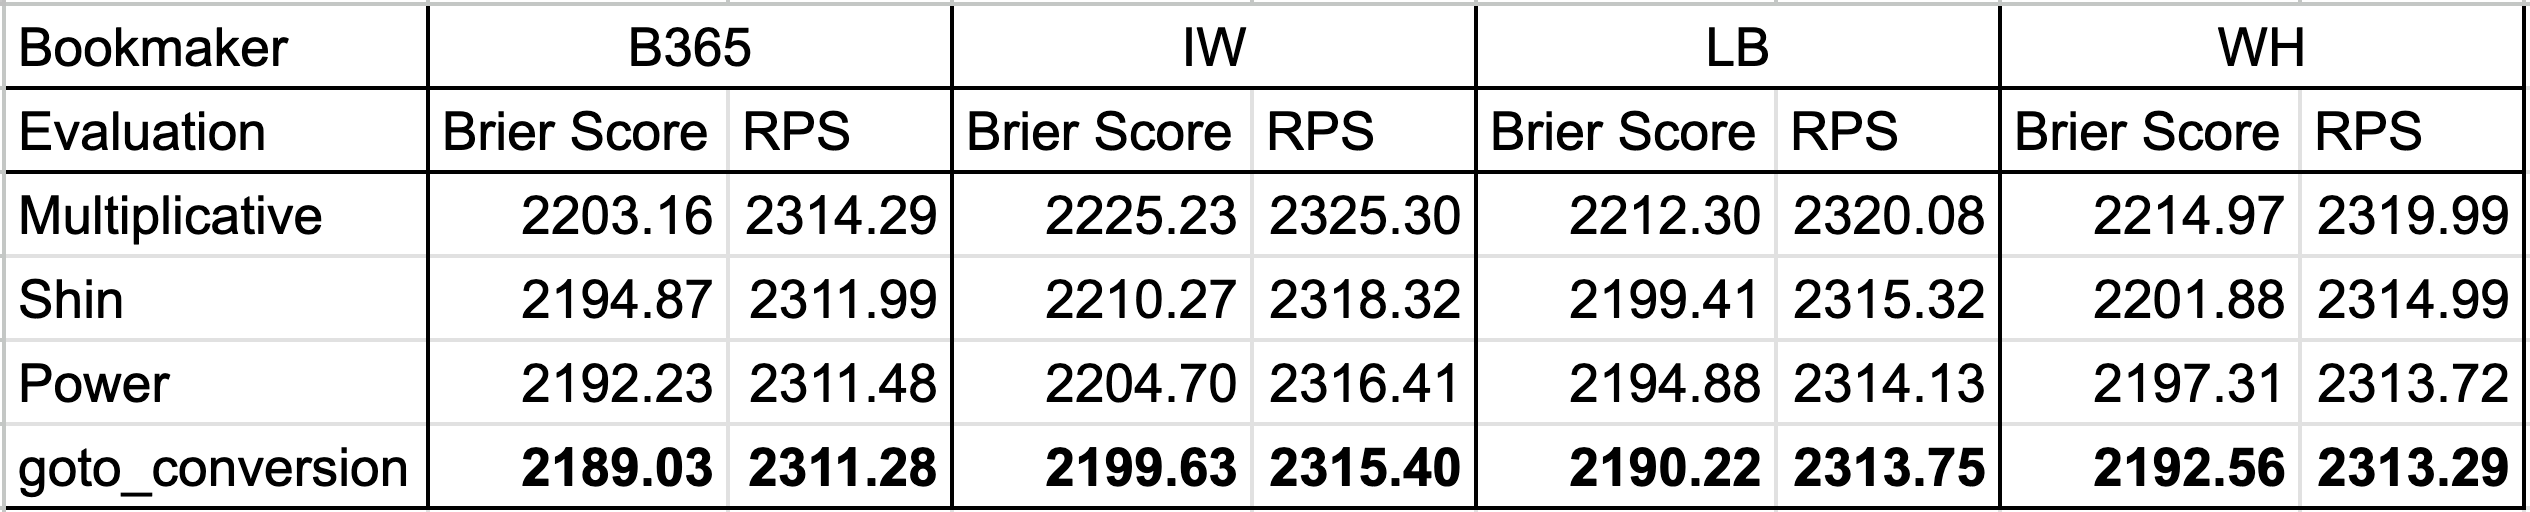 Bookmaker B365 IW LB WH
Evaluation Brier Score RPS Brier Score RPS Brier Score RPS Brier Score RPS
Multiplicative 2203.16 2314.29 2225.23 2325.30 2212.30 2320.08 2214.97 2319.99
Shin 2194.87 2311.99 2210.27 2318.32 2199.41 2315.32 2201.88 2314.99
Power 2192.23 2311.48 2204.70 2316.41 2194.88 2314.13 2197.31 2313.72
goto_conversion 2189.03 2311.28 2199.63 2315.40 2190.22 2313.75 2192.56 2313.29